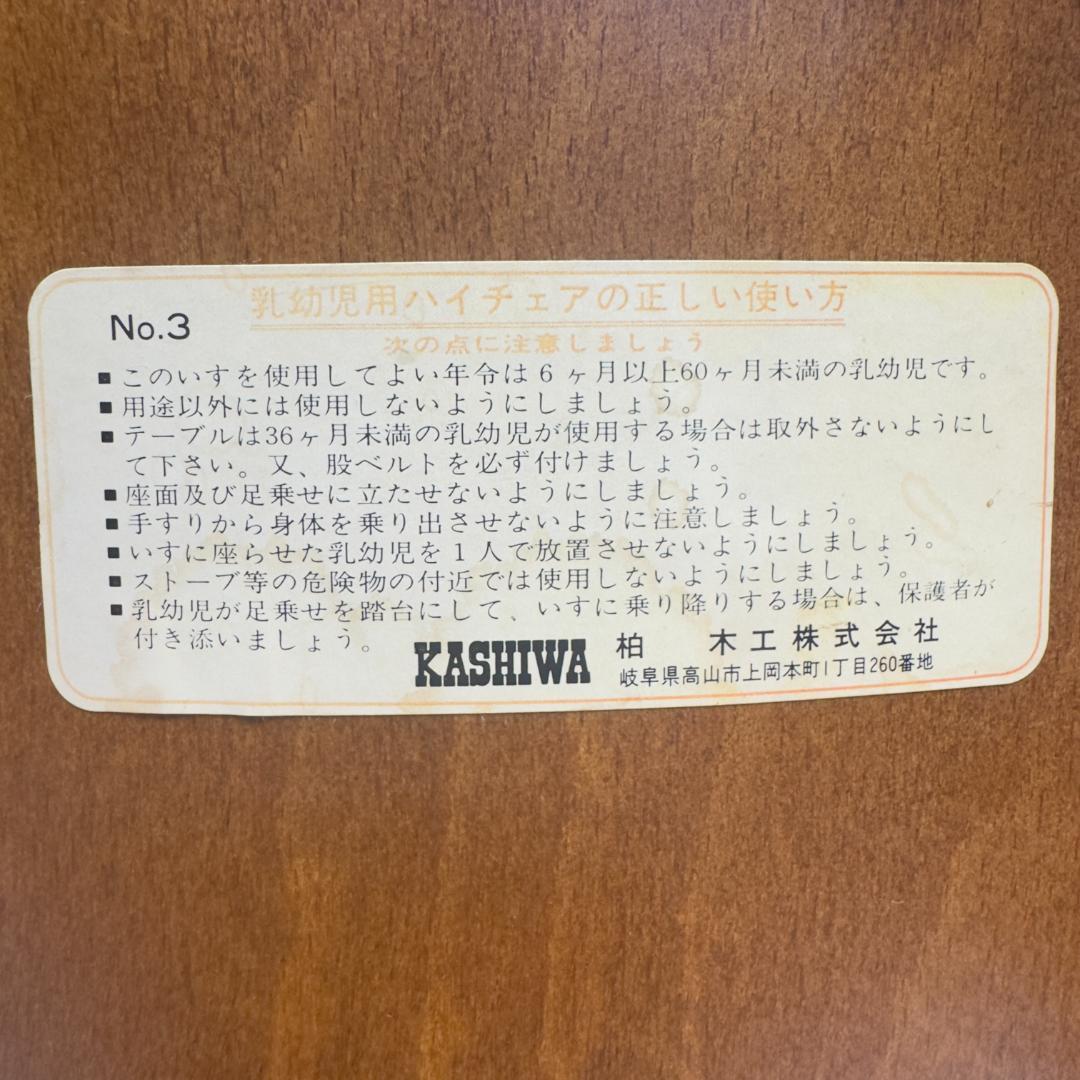 No.3
乳幼児用ハイチェアの正しい使い方
次の点に注意しましょう
■このいすを使用してよい年令は6ヶ月以上60ヶ月未満の乳幼児です。
■用途以外には使用しないようにしましょう。
■テーブルは36ヶ月未満の乳幼児が使用する場合は取外さないようにし
て下さい。又、股ベルトを必ず付けましょう。
■座面及び足乗せに立たせないようにしましょう。
■手すりから身体を乗り出させないように注意しましょう。
■いすに座らせた乳幼児を1人で放置させないようにしましょう。
■ストーブ等の危険物の付近では使用しないようにしましょう。
■乳幼児が足乗せを踏台にして、いすに乗り降りする場合は、保護者が
付き添いましょう。
KASHIWA 柏木工株式会社
岐阜県高山市上岡本町1丁目260番地